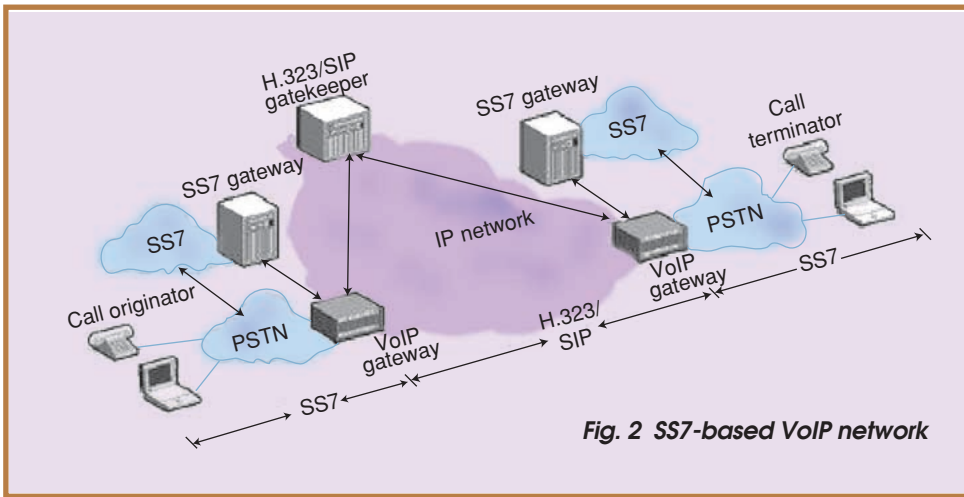 H.323/SIP
gatekeeper
SS7 gateway
SS7
Call
terminator
SS7 gateway
SS7
IP network
PSTN
VoIP
gateway
SS7
Call originator
PSTN
VoIP
gateway
H.323/
SIP
SS7
Fig. 2 SS7-based VoIP network